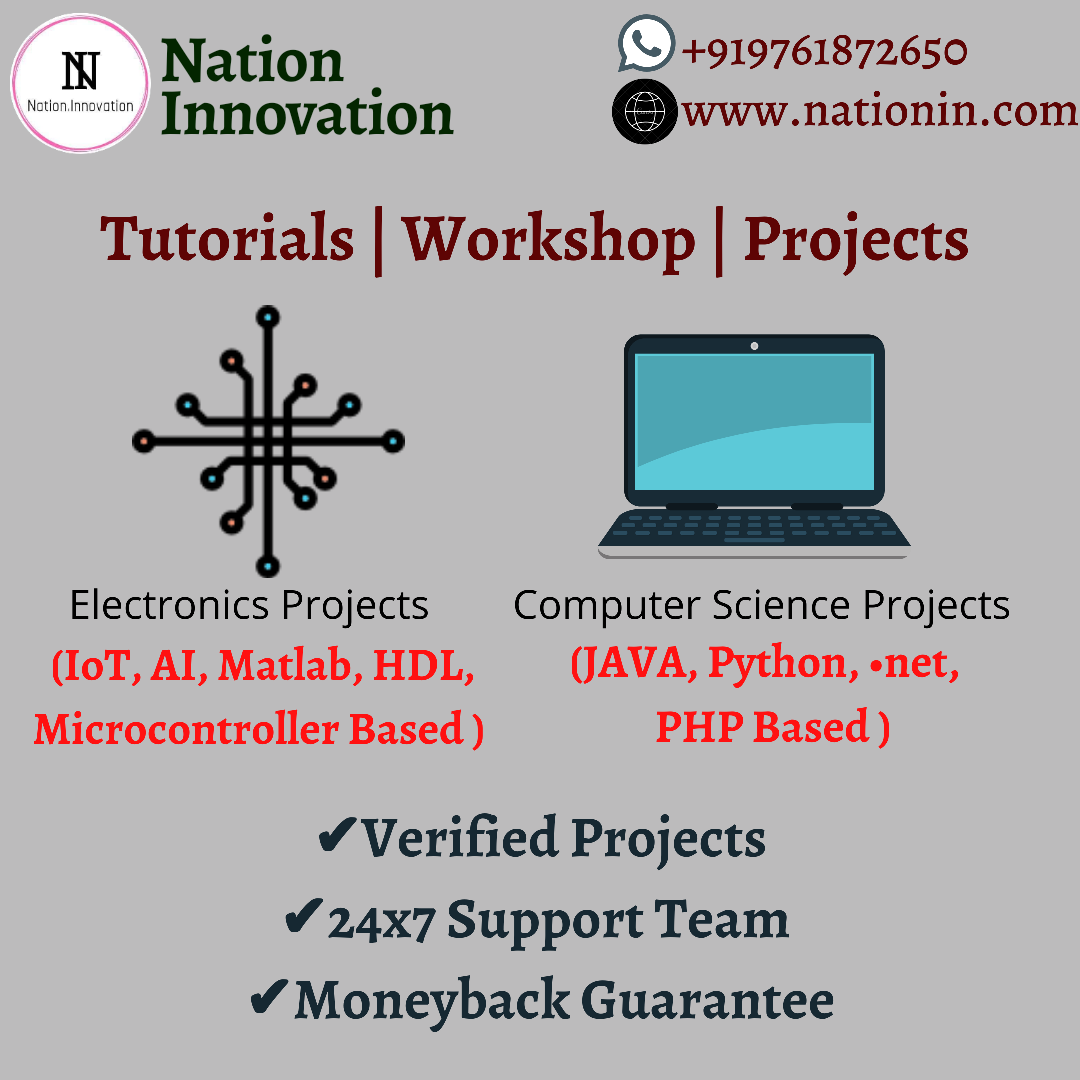 NI
Nation.Innovation
Nation
Innovation
+919761872650
www.nationin.com
Tutorials | Workshop | Projects
Electronics Projects
(IoT, AI, Matlab, HDL,
Microcontroller Based )
Computer Science Projects
(JAVA, Python, •net,
PHP Based )
✔Verified Projects
✔24x7 Support Team
✔Moneyback Guarantee